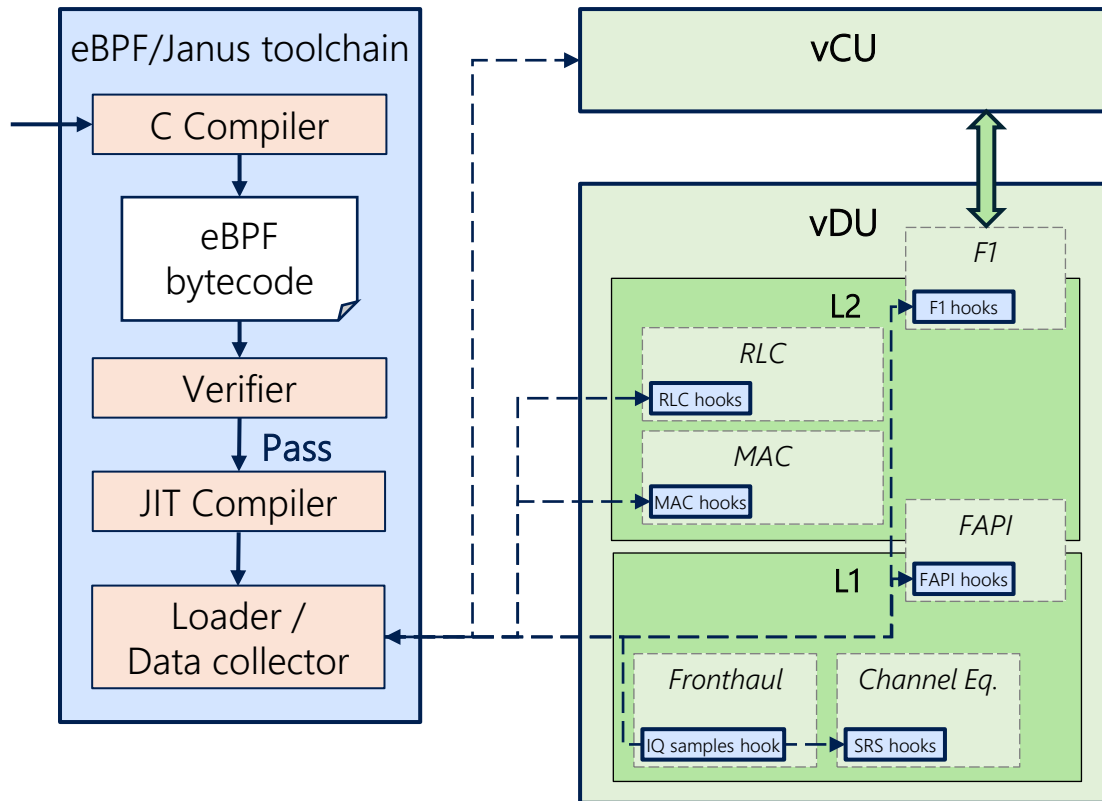 eBPF/Janus toolchain
C Compiler
eBPF
bytecode
Verifier
Pass
JIT Compiler
Loader /
Data collector
vCU
vDU
F1
F1 hooks
L2
RLC
RLC hooks
MAC
MAC hooks
FAPI
FAPI hooks
L1
Fronthaul
IQ samples hook
Channel Eq.
SRS hooks